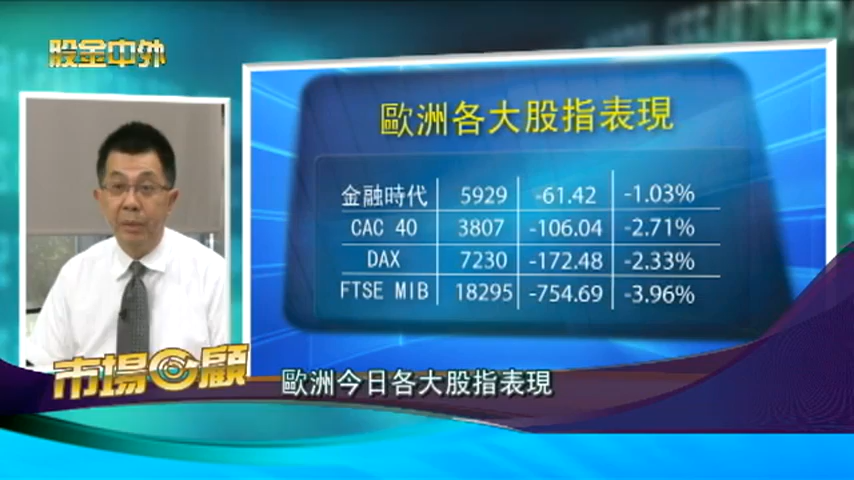 股金中外
歐洲各大股指表現
金融時代 5929 -61.42 -1.03%
CAC 40 3807 -106.04 -2.71%
DAX 7230 -172.48 -2.33%
FTSE MIB 18295 -754.69 -3.96%
市場回顧
歐洲今日各大股指表現